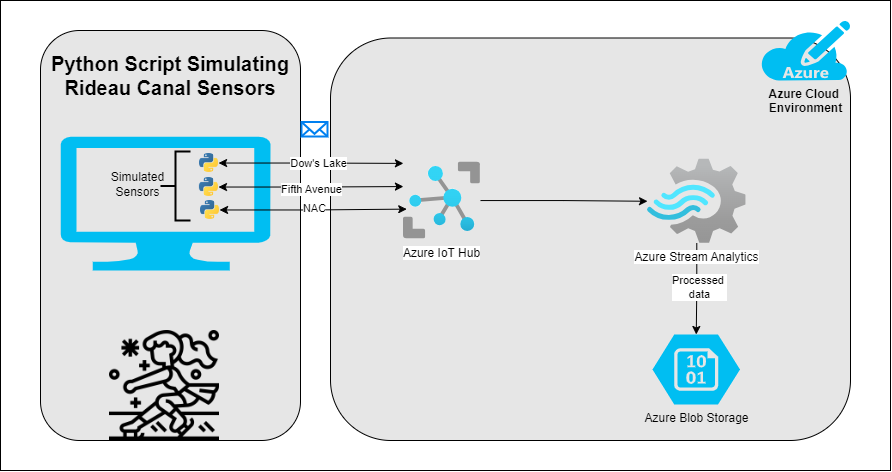 Python Script Simulating
Rideau Canal Sensors
Azure
Azure Cloud
Environment
Simulated
Sensors
Dow's Lake
Fifth Avenue
NAC
Azure IoT Hub
Azure Stream Analytics
Processed
data
10
01
Azure Blob Storage